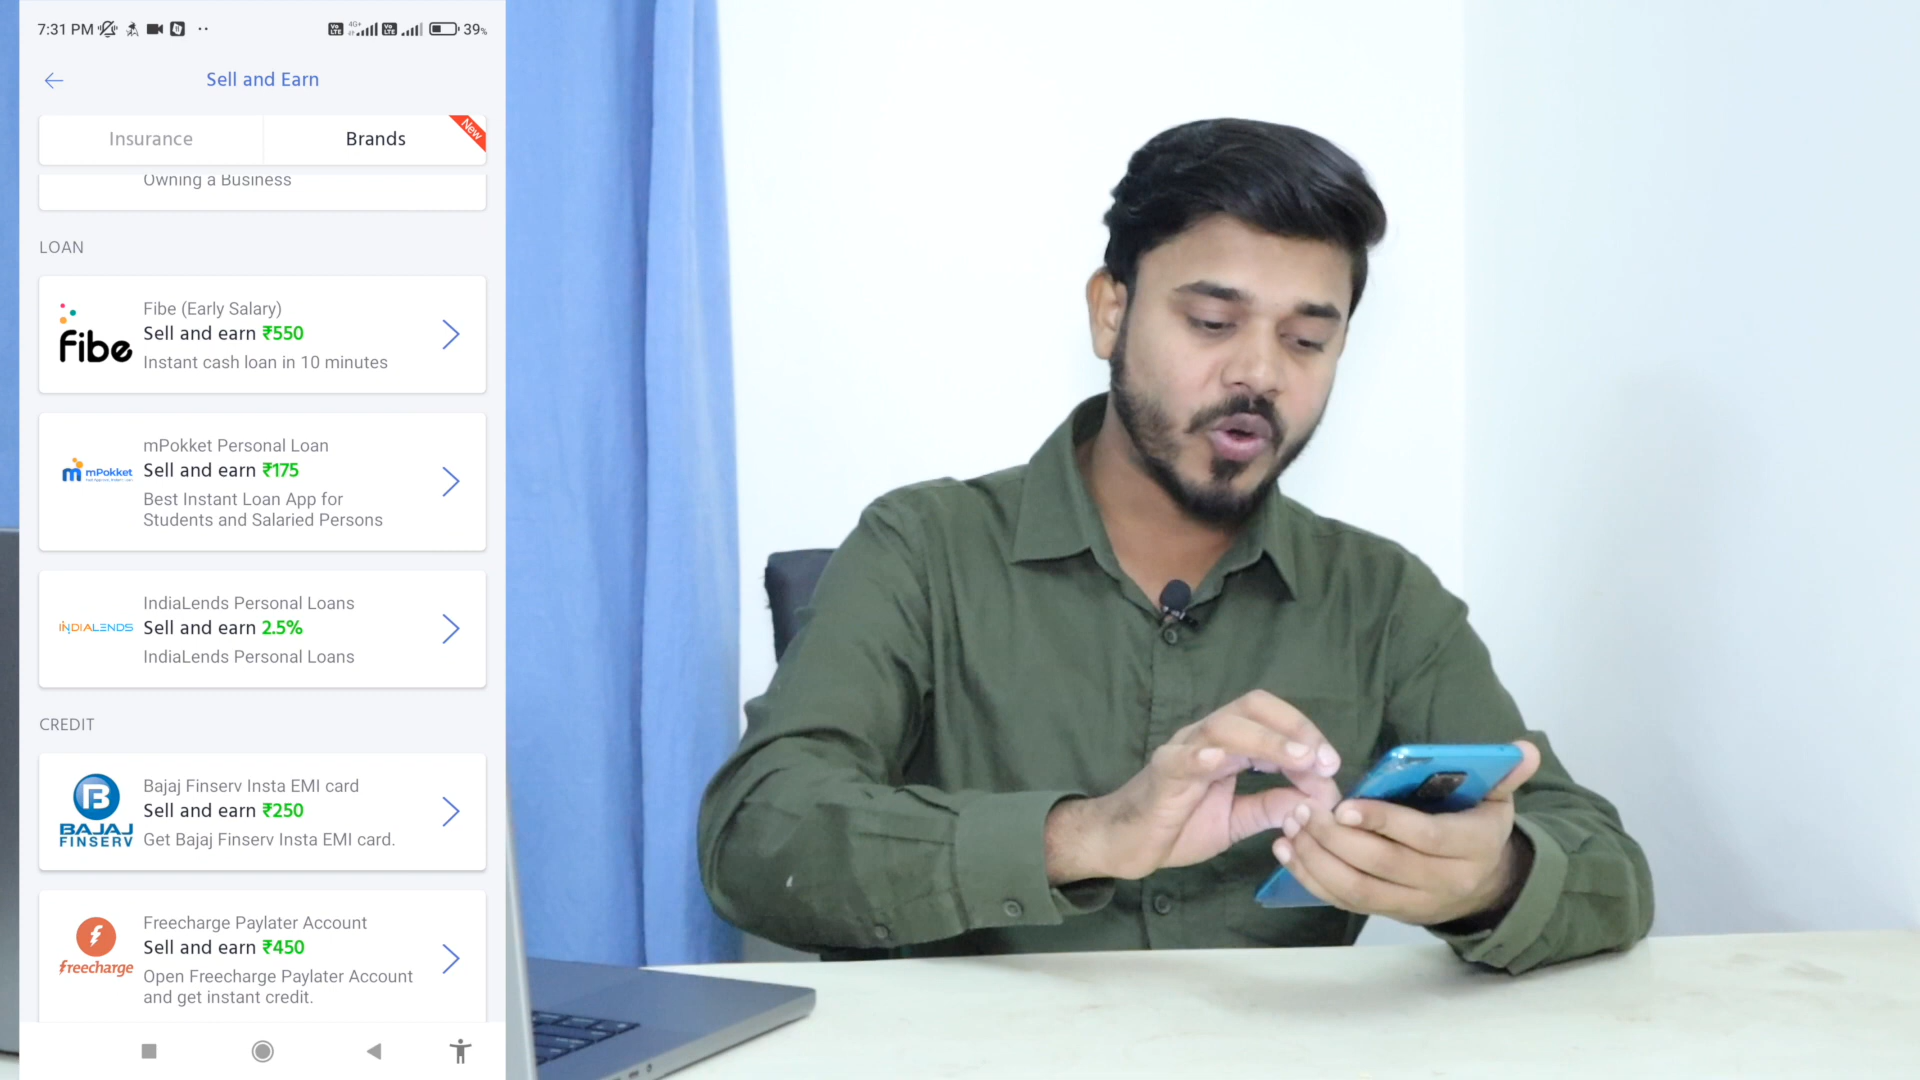 7:31 PM
39%
Sell and Earn
Insurance
Brands
New
Owning a Business
LOAN
fibe
Fibe (Early Salary)
Sell and earn ₹550
Instant cash loan in 10 minutes
mPokket
mPokket Personal Loan
Sell and earn ₹175
Best Instant Loan App for
Students and Salaried Persons
INDIALENDS
IndiaLends Personal Loans
Sell and earn 2.5%
IndiaLends Personal Loans
CREDIT
BAJAJ
FINSERV
Bajaj Finserv Insta EMI card
Sell and earn ₹250
Get Bajaj Finserv Insta EMI card.
freecharge
Freecharge Paylater Account
Sell and earn ₹450
Open Freecharge Paylater Account
and get instant credit.